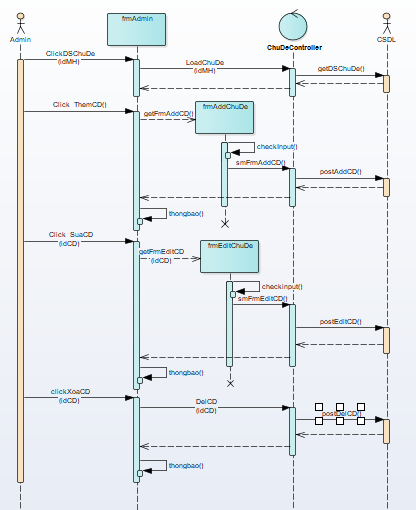 frmAdmin
Admin
ChuDeController
CSDL
ClickDSChuDe
(idMH)
LoadChuDe
(idMH)
getDSChuDe()
Click ThemCD()
getFrmAddCD()
frmAddChuDe
checkInput()
smFrmAddCD()
postAddCD()
thongbao()
Click SuaCD
(idCD)
getFrmEditCD
(idCD)
frmEditChuDe
checkInput()
smFrmEditCD()
postEditCD()
thongbao()
clickXoaCD
(idCD)
DelCD
(idCD)
postDelCD()
thongbao()